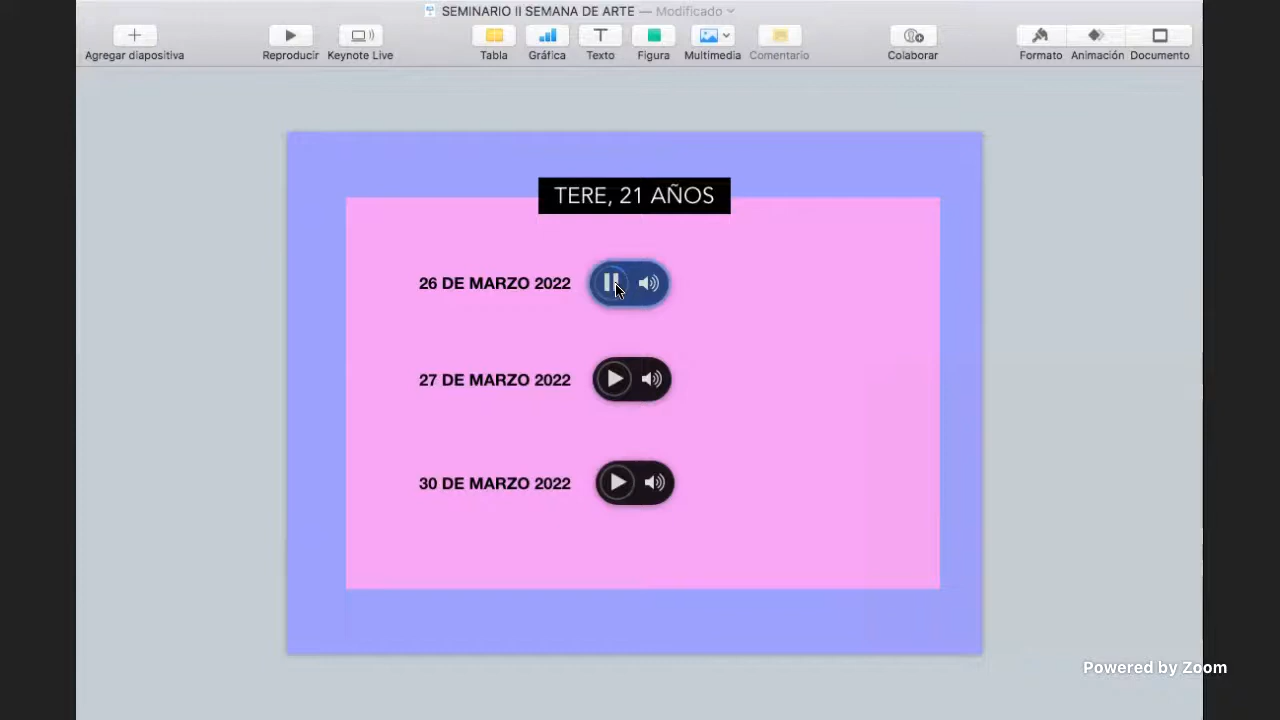 SEMINARIO II SEMANA DE ARTE — Modificado
Agregar diapositiva
Reproducir
Keynote Live
Tabla
Gráfica
Texto
Figura
Multimedia
Comentario
Colaborar
Formato
Animación
Documento
TERE, 21 AÑOS
26 DE MARZO 2022
27 DE MARZO 2022
30 DE MARZO 2022
Powered by Zoom